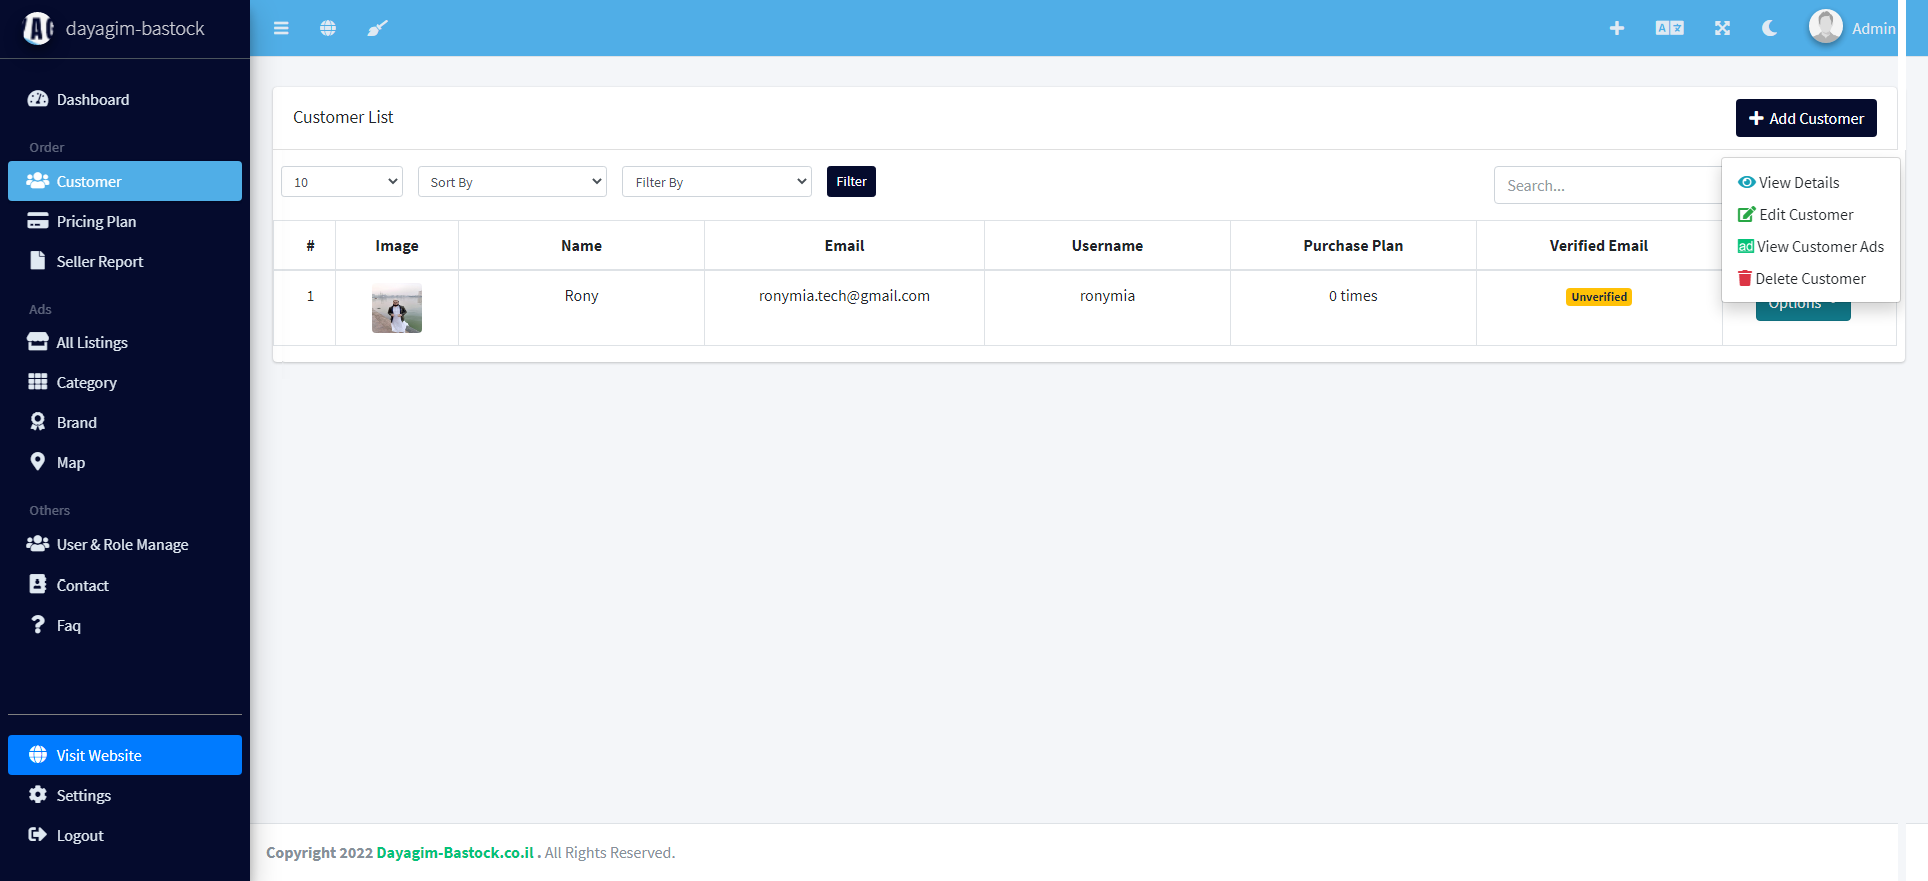 dayagim-bastock
Admin
Dashboard
Order
Customer
Pricing Plan
Seller Report
Ads
All Listings
Category
Brand
Map
Others
User & Role Manage
Contact
Faq
Visit Website
Settings
Logout
Customer List
Add Customer
10
Sort By
Filter By
Filter
Search...
View Details
Edit Customer
ad View Customer Ads
Delete Customer
# Image Name Email Username Purchase Plan Verified Email
1 Rony ronymia.tech@gmail.com ronymia 0 times Unverified
Options
Copyright 2022 Dayagim-Bastock.co.il . All Rights Reserved.